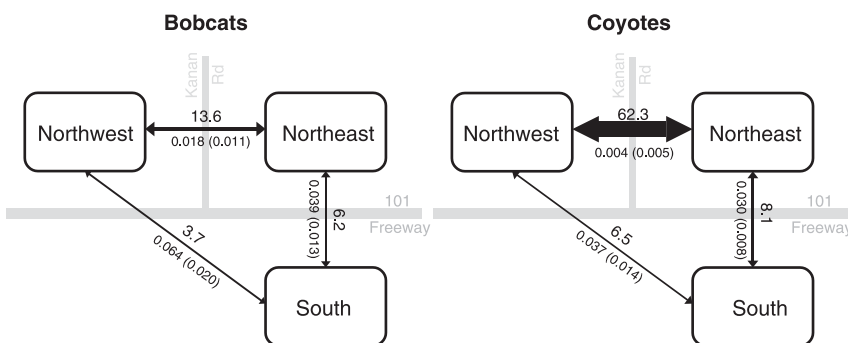 Bobcats
Kanan
Rd
Northwest
13.6
0.018 (0.011)
Northeast
0.039 (0.013)
6.2
101
Freeway
3.7
0.064 (0.020)
South
Coyotes
Kanan
Rd
Northwest
62.3
0.004 (0.005)
Northeast
0.030 (0.008)
8.1
101
Freeway
6.5
0.037 (0.014)
South